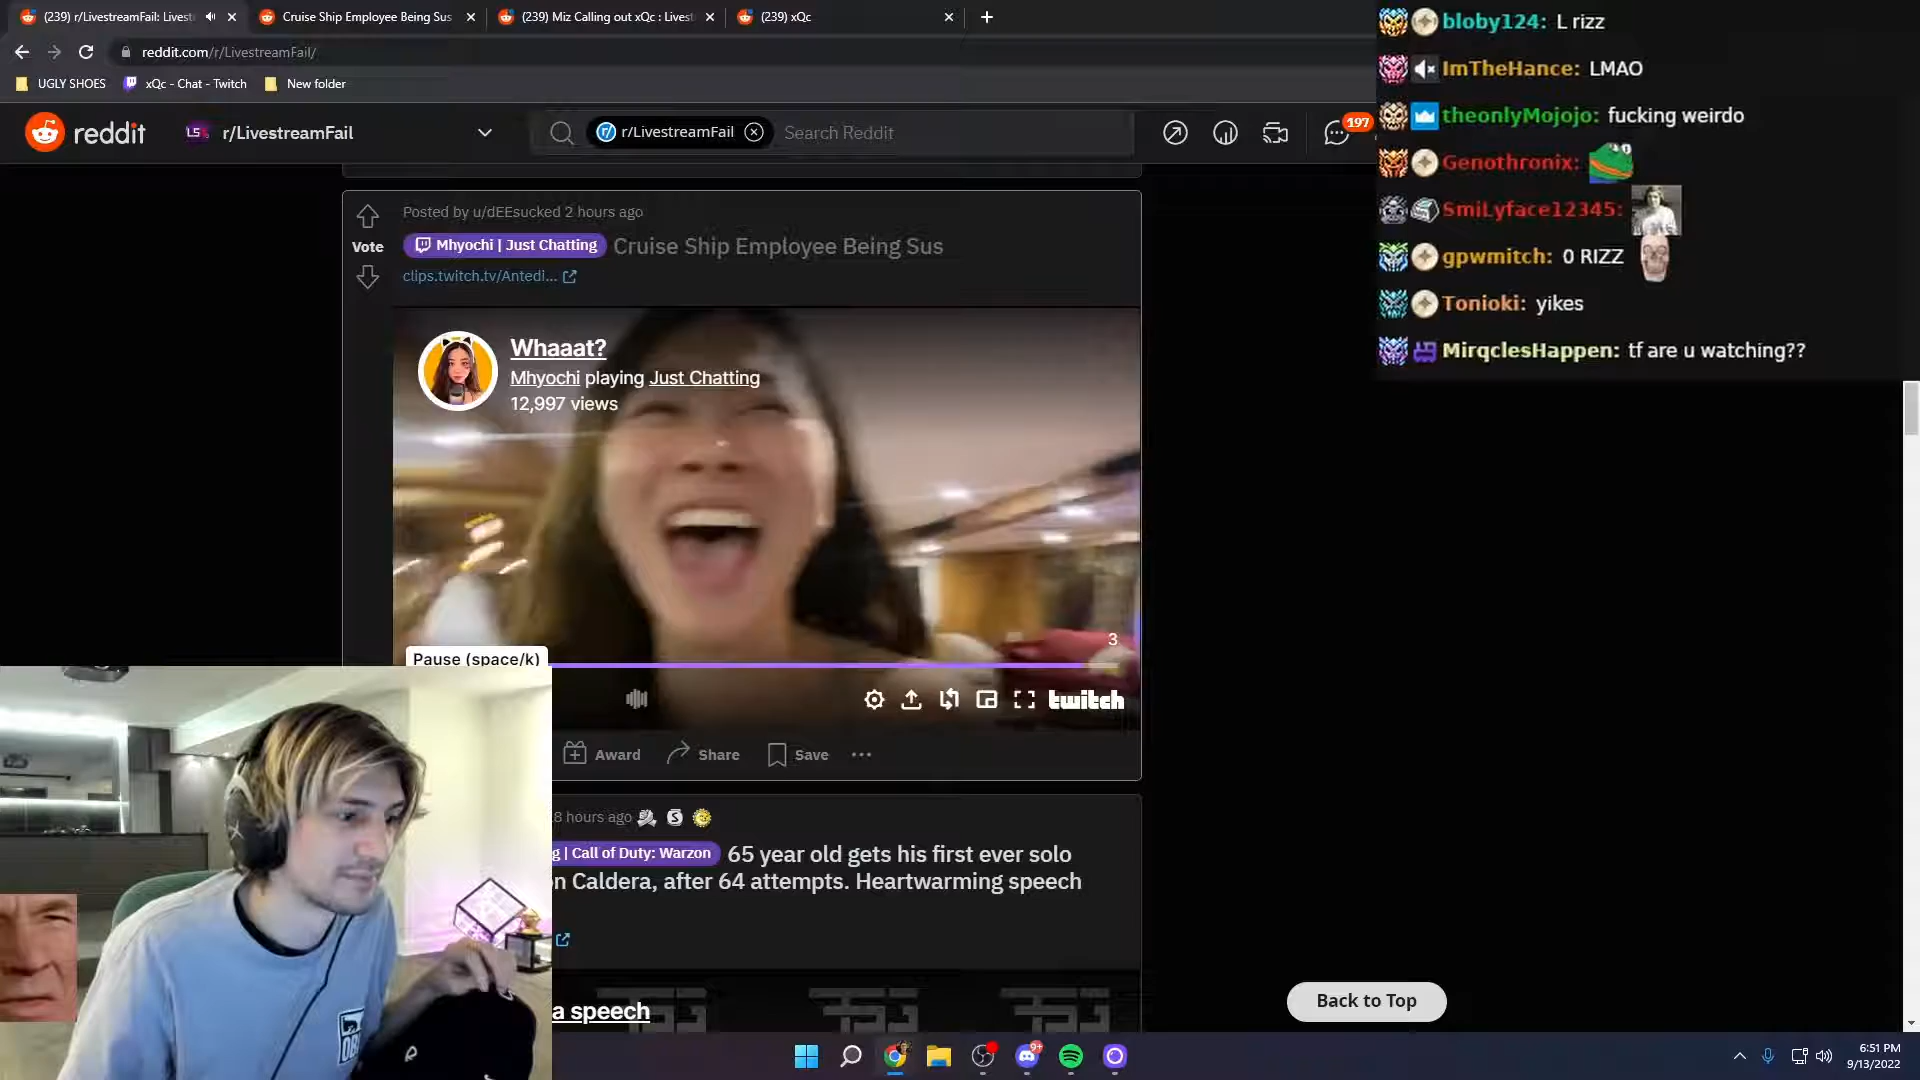 (239) r/LivestreamFail: Livest
Cruise Ship Employee Being Sus
(239) Miz Calling out xQc : Livest
(239) xQc
reddit.com/r/LivestreamFail/
UGLY SHOES
xQc - Chat - Twitch
New folder
reddit
r/LivestreamFail
r/LivestreamFail
Search Reddit
197
bloby124: L rizz
ImTheHance: LMAO
theonlyMojojo: fucking weirdo
Genothronix:
SmiLyface12345:
gpwmitch: 0 RIZZ
Tonioki: yikes
MirqclesHappen: tf are u watching??
Posted by u/dEEsucked 2 hours ago
Vote
Mhyochi | Just Chatting
Cruise Ship Employee Being Sus
clips.twitch.tv/Antedi...
Whaaat?
Mhyochi playing Just Chatting
12,997 views
3
Pause (space/k)
twitch
Award
Share
Save
8 hours ago
g | Call of Duty: Warzon
65 year old gets his first ever solo
n Caldera, after 64 attempts. Heartwarming speech
a speech
Back to Top
9+
6:51 PM
9/13/2022